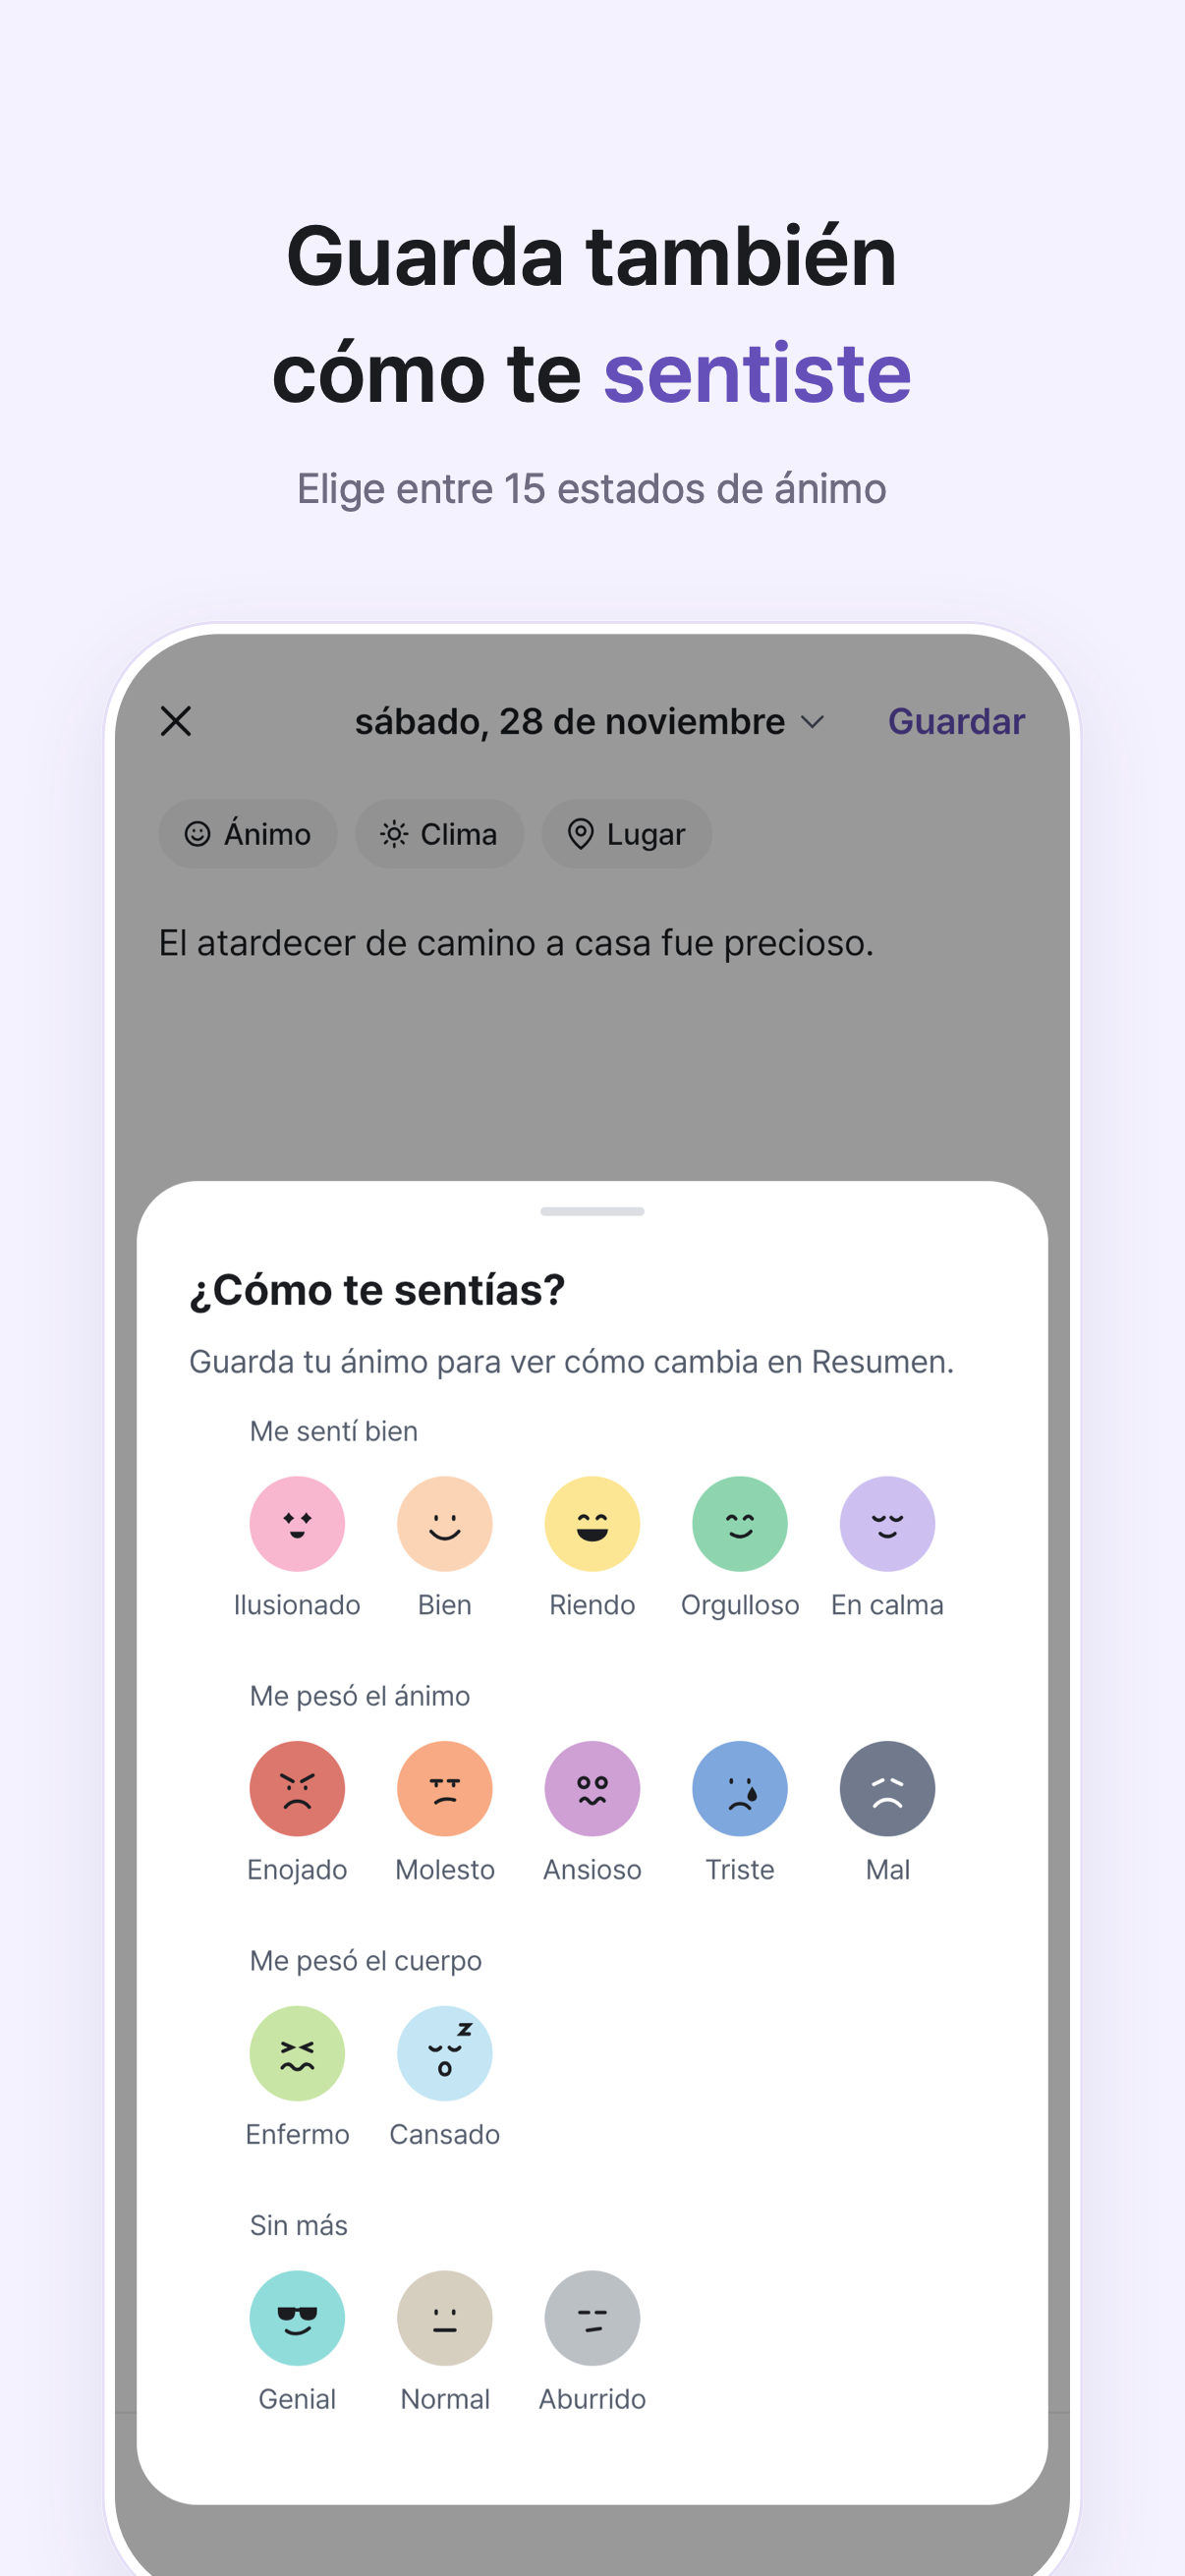 Guarda también
cómo te sentiste
Elige entre 15 estados de ánimo
sábado, 28 de noviembre
Guardar
Ánimo
Clima
Lugar
El atardecer de camino a casa fue precioso.
¿Cómo te sentías?
Guarda tu ánimo para ver cómo cambia en Resumen.
Me sentí bien
Ilusionado
Bien
Riendo
Orgulloso
En calma
Me pesó el ánimo
Enojado
Molesto
Ansioso
Triste
Mal
Me pesó el cuerpo
Enfermo
Cansado
Sin más
Genial
Normal
Aburrido